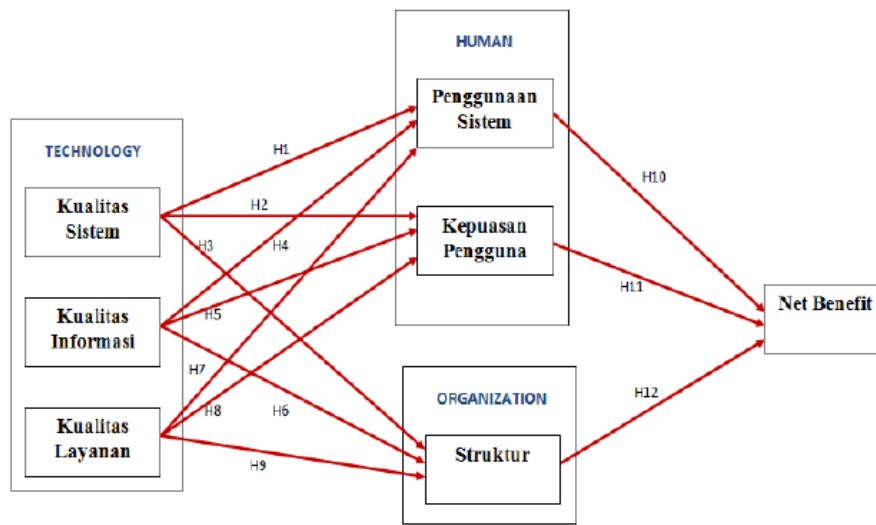 HUMAN
Penggunaan
Sistem
TECHNOLOGY
H1
H10
Kualitas
Sistem
H2
Kepuasan
Pengguna
H3
H4
H11
Net Benefit
Kualitas
Informasi
H5
H7
ORGANIZATION
H12
H8
H6
Kualitas
Layanan
Struktur
H9